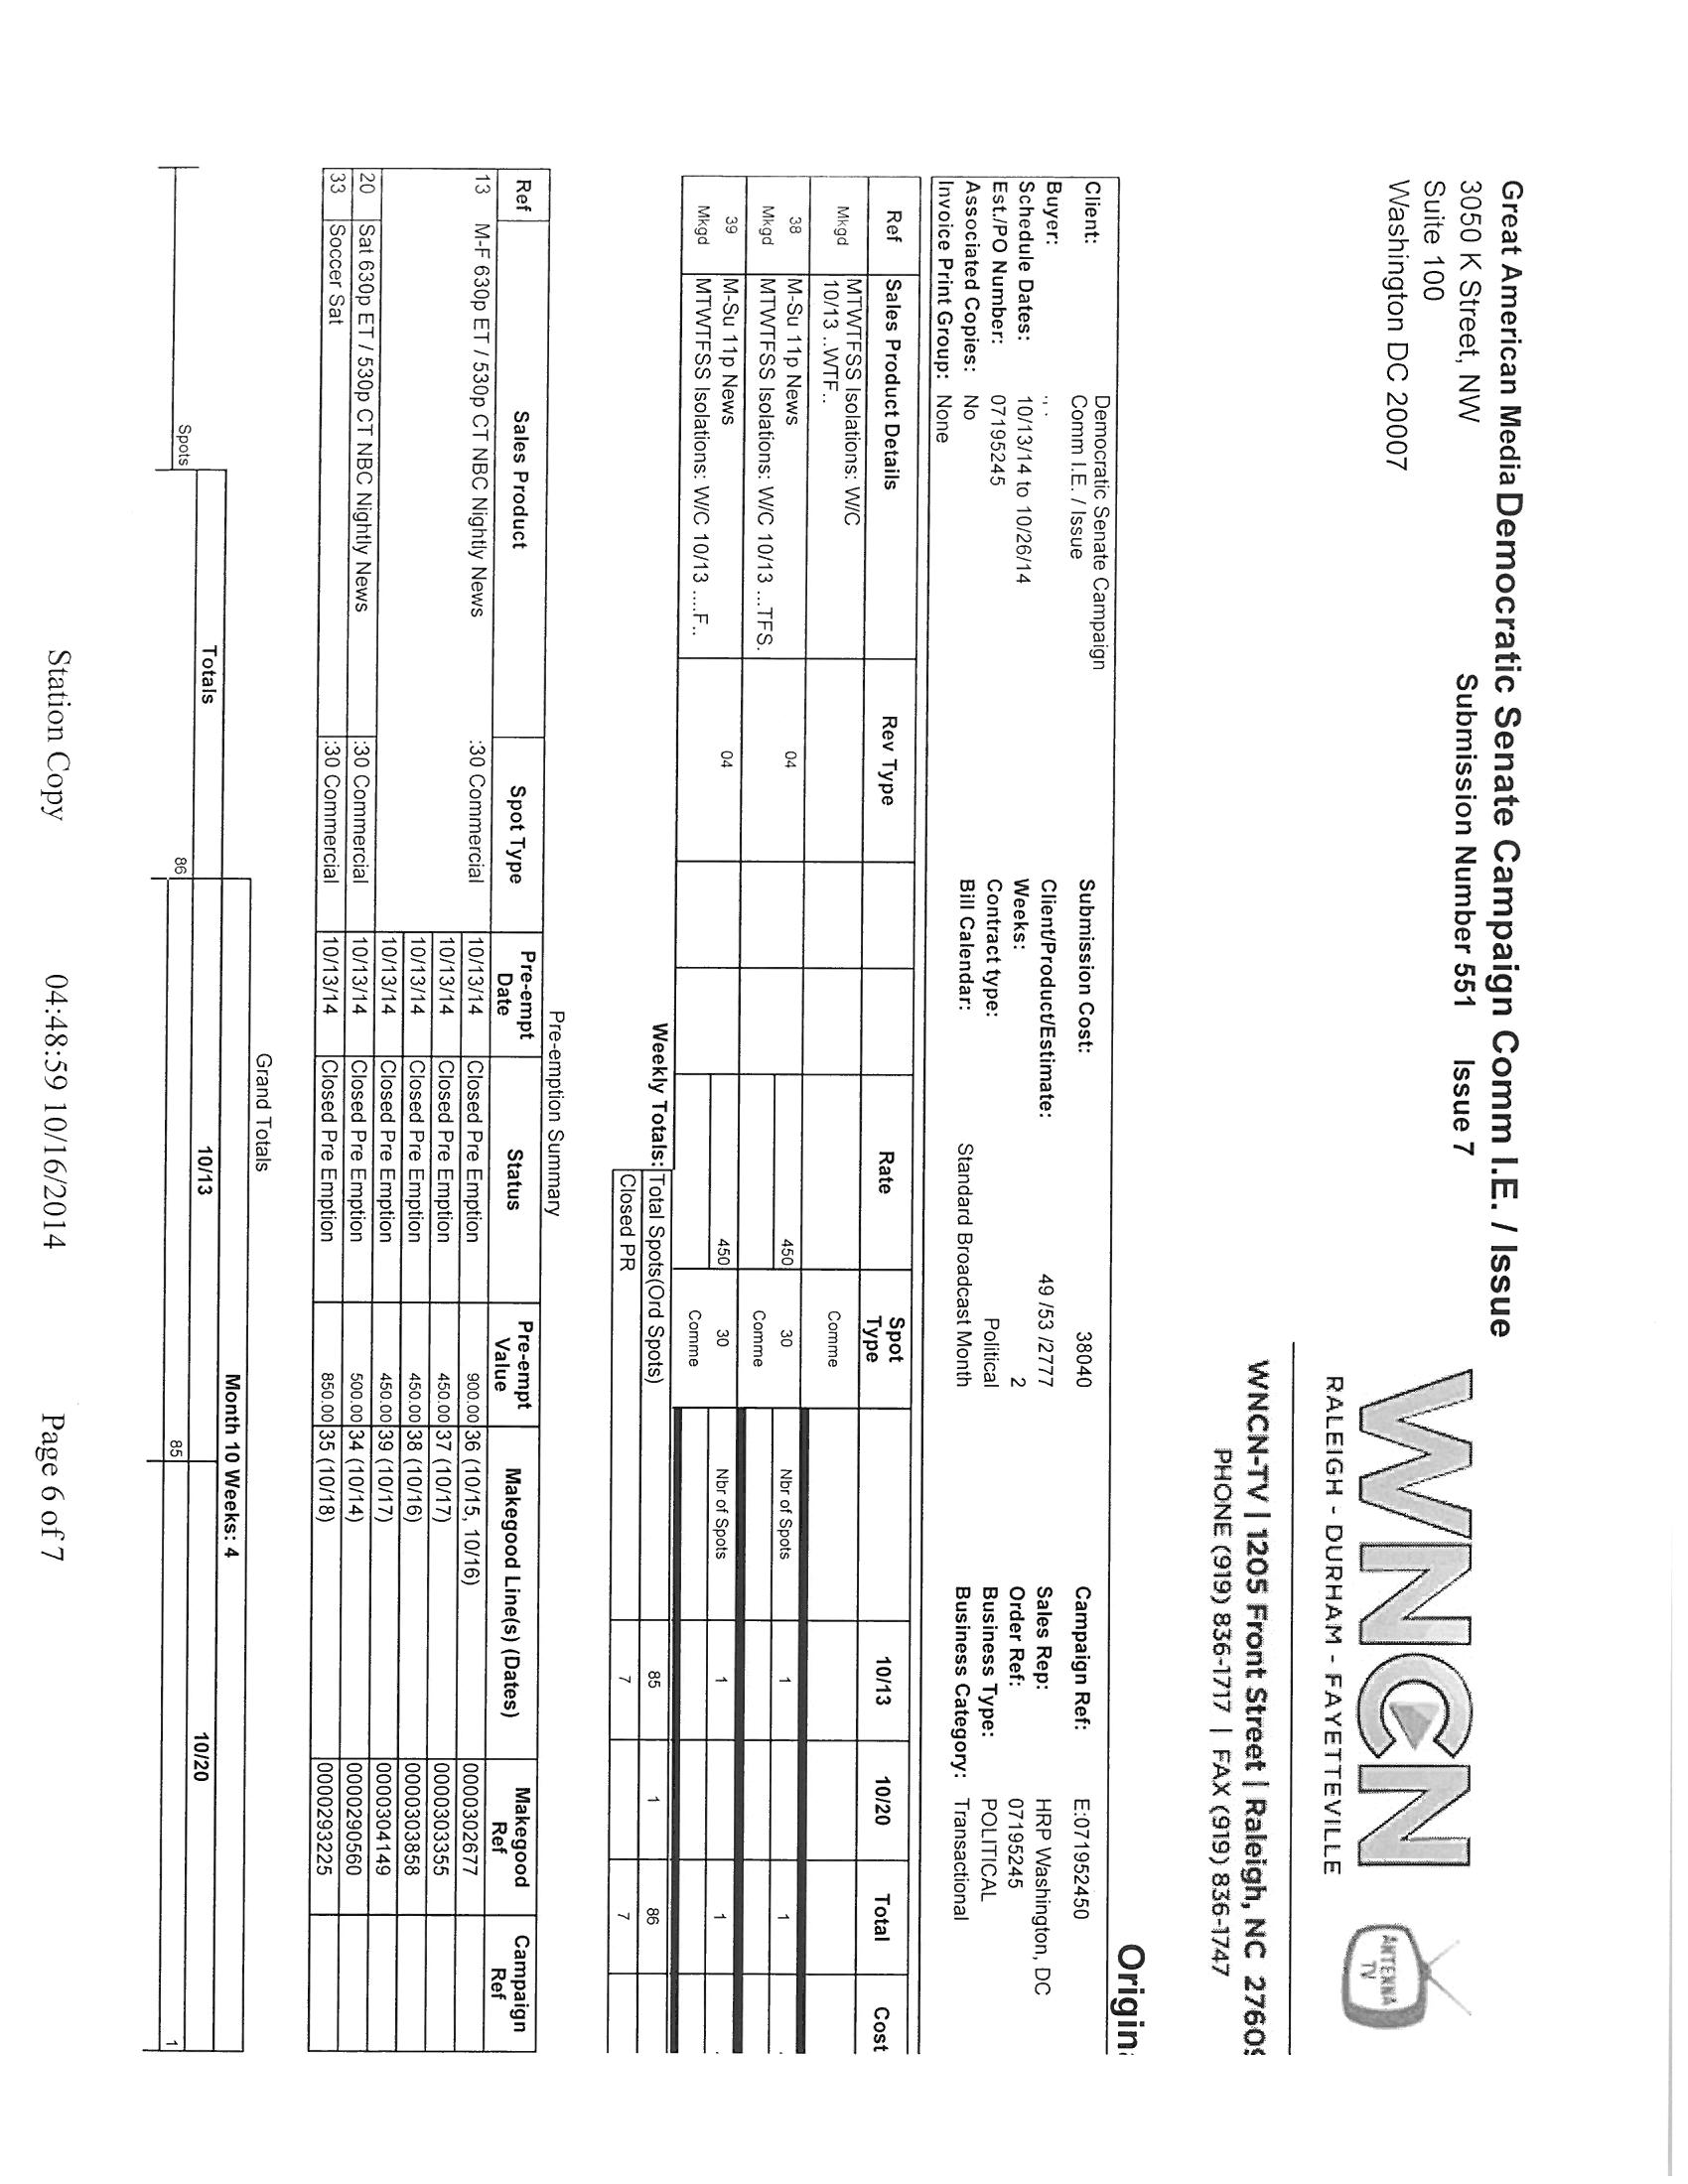 Great American Media Democratic Senate Campaign Comm I.E. / Issue
3050 K Street, NW
Suite 100
Washington DC 20007
Submission Number 551 Issue 7
WNCN
RALEIGH - DURHAM - FAYETTEVILLE
ANTENNA TV
WNCN-TV | 1205 Front Street | Raleigh, NC 27609
PHONE (919) 836-1717 | FAX (919) 836-1747
Origin
Client: Democratic Senate Campaign Comm I.E. / Issue Submission Cost: 38040 Campaign Ref: E:071952450
Buyer: ., . Client/Product/Estimate: 49 /53 /2777 Sales Rep: HRP Washington, DC
Schedule Dates: 10/13/14 to 10/26/14 Weeks: 2 Order Ref: 07195245
Est./PO Number: 07195245 Contract type: Political Business Type: POLITICAL
Associated Copies: No Bill Calendar: Standard Broadcast Month Business Category: Transactional
Invoice Print Group: None
Ref Sales Product Details Rev Type Rate Spot Type 10/13 10/20 Total Cost
Mkgd MTWTFSS Isolations: W/C 10/13 ..WTF.. Comme
38 M-Su 11p News 04 450 30 Nbr of Spots 1 1
Mkgd MTWTFSS Isolations: W/C 10/13 ...TFS. Comme
39 M-Su 11p News 04 450 30 Nbr of Spots 1 1
Mkgd MTWTFSS Isolations: W/C 10/13 ....F.. Comme
Weekly Totals: Total Spots(Ord Spots) 85 1 86
Closed PR 7 7
Pre-emption Summary
Ref Sales Product Spot Type Pre-empt Date Status Pre-empt Value Makegood Line(s) (Dates) Makegood Ref Campaign Ref
13 M-F 630p ET / 530p CT NBC Nightly News :30 Commercial 10/13/14 Closed Pre Emption 900.00 36 (10/15, 10/16) 0000302677
10/13/14 Closed Pre Emption 450.00 37 (10/17) 0000303355
10/13/14 Closed Pre Emption 450.00 38 (10/16) 0000303858
10/13/14 Closed Pre Emption 450.00 39 (10/17) 0000304149
20 Sat 630p ET / 530p CT NBC Nightly News :30 Commercial 10/13/14 Closed Pre Emption 500.00 34 (10/14) 0000290560
33 Soccer Sat :30 Commercial 10/13/14 Closed Pre Emption 850.00 35 (10/18) 0000293225
Grand Totals
Month 10 Weeks: 4
Totals 10/13 10/20
Spots 86 85 1
Station Copy 04:48:59 10/16/2014 Page 6 of 7